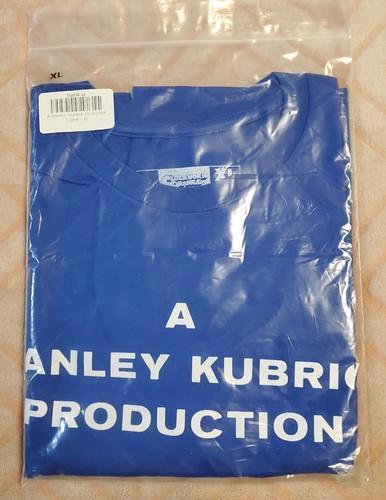 XL
A
ANLEY KUBRIC
PRODUCTION